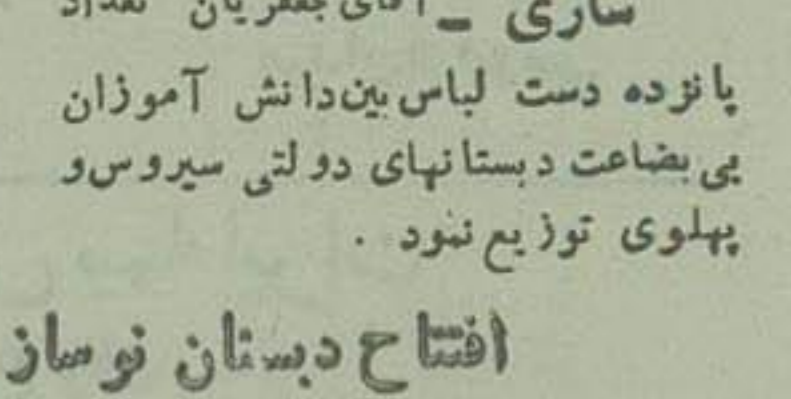 ساری ـ آقای جعفریان تعداد
پانزده دست لباس بین دانش آموزان
بی بضاعت دبستانهای دولتی سیروس و
پهلوی توزیع نمود .
افتتاح دبستان نوساز